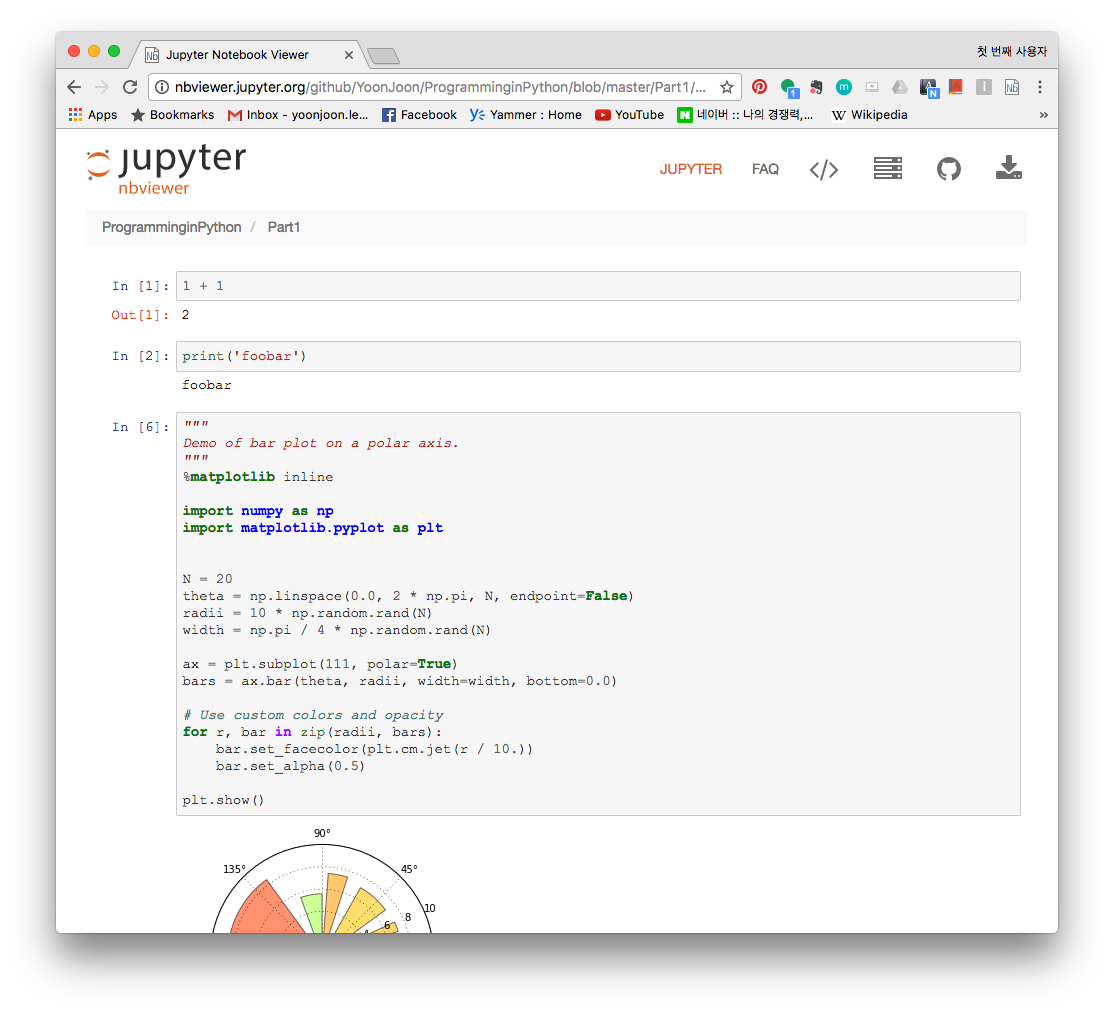 Jupyter Notebook Viewer
첫 번째 사용자
nbviewer.jupyter.org/github/YoonJoon/ProgramminginPython/blob/master/Part1/...
Apps Bookmarks Inbox - yoonjoon.le... Facebook Yammer : Home YouTube 네이버 :: 나의 경쟁력,... Wikipedia »
jupyter
nbviewer
JUPYTER FAQ </>
ProgramminginPython / Part1
In [1]: 1 + 1
Out[1]: 2
In [2]: print('foobar')
foobar
In [6]: """
Demo of bar plot on a polar axis.
"""
%matplotlib inline
import numpy as np
import matplotlib.pyplot as plt
N = 20
theta = np.linspace(0.0, 2 * np.pi, N, endpoint=False)
radii = 10 * np.random.rand(N)
width = np.pi / 4 * np.random.rand(N)
ax = plt.subplot(111, polar=True)
bars = ax.bar(theta, radii, width=width, bottom=0.0)
# Use custom colors and opacity
for r, bar in zip(radii, bars):
    bar.set_facecolor(plt.cm.jet(r / 10.))
    bar.set_alpha(0.5)
plt.show()
90°
135° 45°
10
8
6
4